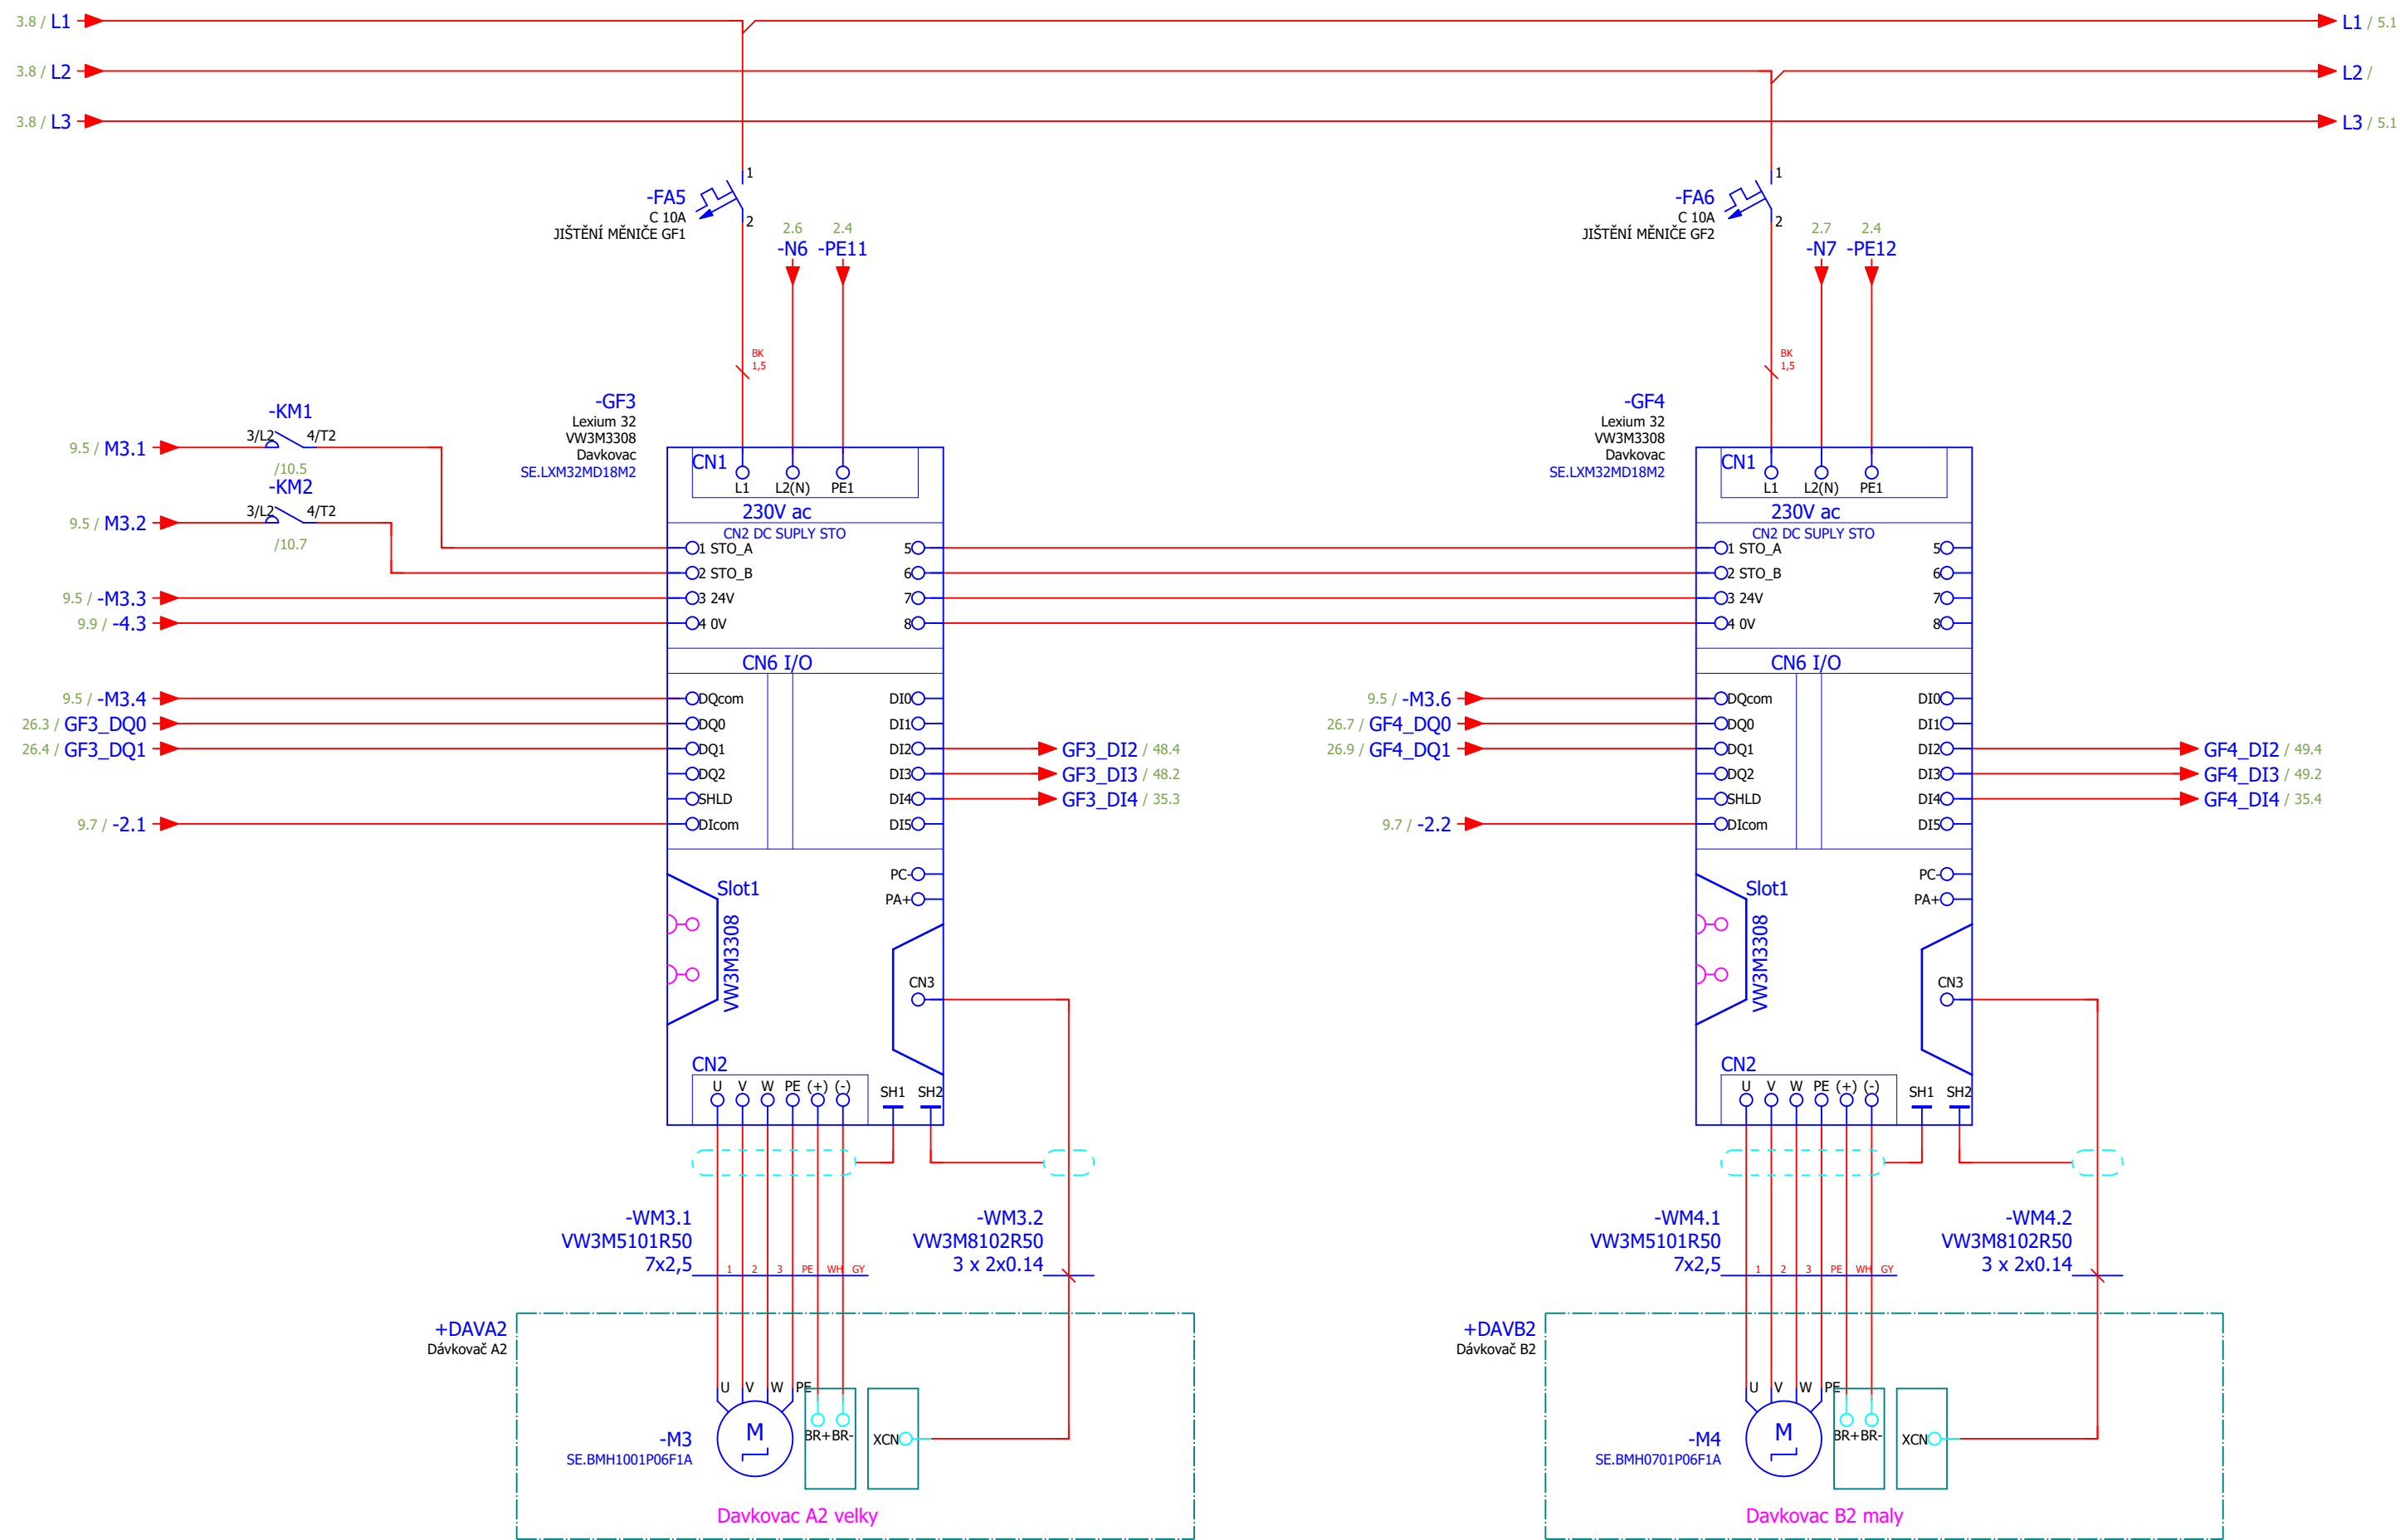 3.8 / L1
L1 / 5.1
3.8 / L2
L2 /
3.8 / L3
L3 / 5.1
-FA5
C 10A
JIŠTĚNÍ MĚNIČE GF1
1
2
2.6
-N6
2.4
-PE11
BK
1,5
-FA6
C 10A
JIŠTĚNÍ MĚNIČE GF2
1
2
2.7
-N7
2.4
-PE12
BK
1,5
-KM1
3/L2 4/T2
/10.5
-KM2
3/L2 4/T2
/10.7
9.5 / M3.1
9.5 / M3.2
9.5 / -M3.3
9.9 / -4.3
9.5 / -M3.4
26.3 / GF3_DQ0
26.4 / GF3_DQ1
9.7 / -2.1
-GF3
Lexium 32
VW3M3308
Davkovac
SE.LXM32MD18M2
CN1
L1 L2(N) PE1
230V ac
CN2 DC SUPLY STO
1 STO_A 5
2 STO_B 6
3 24V 7
4 0V 8
CN6 I/O
DQcom DI0
DQ0 DI1
DQ1 DI2
DQ2 DI3
SHLD DI4
DIcom DI5
GF3_DI2 / 48.4
GF3_DI3 / 48.2
GF3_DI4 / 35.3
PC-
PA+
Slot1
VW3M3308
CN3
CN2
U V W PE (+) (-)
SH1 SH2
-WM3.1
VW3M5101R50
7x2,5
1 2 3 PE WH GY
-WM3.2
VW3M8102R50
3 x 2x0.14
+DAVA2
Dávkovač A2
U V W PE
M
BR+ BR-
XCN
-M3
SE.BMH1001P06F1A
Davkovac A2 velky
-GF4
Lexium 32
VW3M3308
Davkovac
SE.LXM32MD18M2
CN1
L1 L2(N) PE1
230V ac
CN2 DC SUPLY STO
1 STO_A 5
2 STO_B 6
3 24V 7
4 0V 8
CN6 I/O
9.5 / -M3.6
26.7 / GF4_DQ0
26.9 / GF4_DQ1
9.7 / -2.2
DQcom DI0
DQ0 DI1
DQ1 DI2
DQ2 DI3
SHLD DI4
DIcom DI5
GF4_DI2 / 49.4
GF4_DI3 / 49.2
GF4_DI4 / 35.4
PC-
PA+
Slot1
VW3M3308
CN3
CN2
U V W PE (+) (-)
SH1 SH2
-WM4.1
VW3M5101R50
7x2,5
1 2 3 PE WH GY
-WM4.2
VW3M8102R50
3 x 2x0.14
+DAVB2
Dávkovač B2
U V W PE
M
BR+ BR-
XCN
-M4
SE.BMH0701P06F1A
Davkovac B2 maly